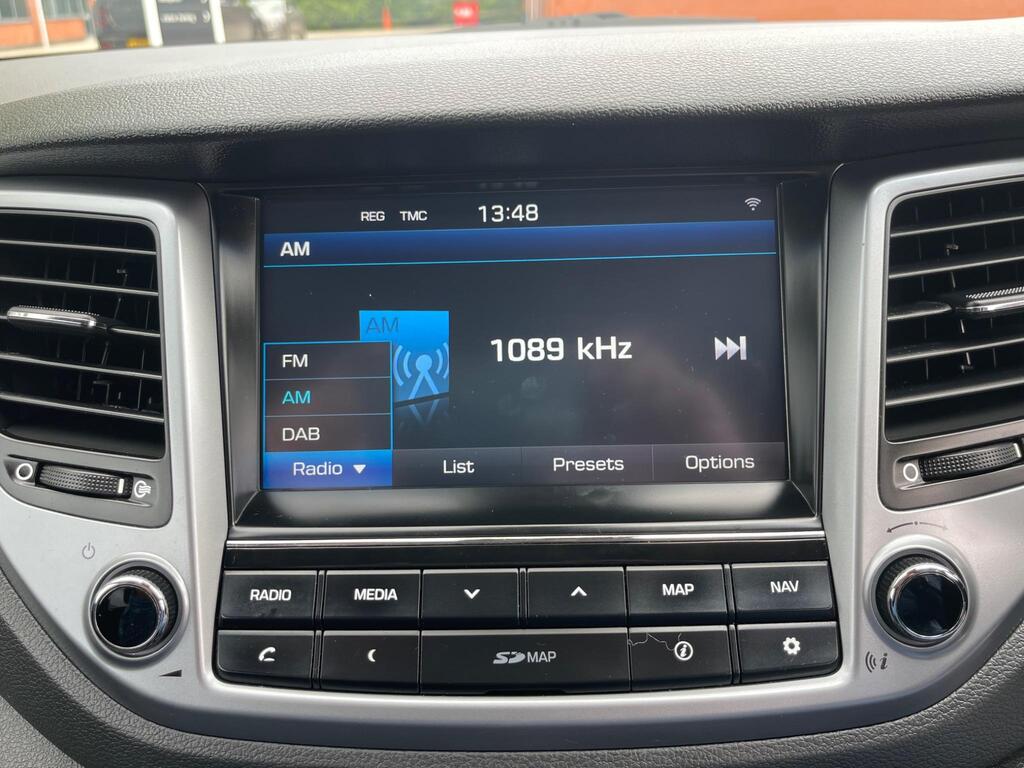 REG TMC 13:48
AM
AM
1089 kHz
FM
AM
DAB
Radio List Presets Options
RADIO MEDIA MAP NAV
SD MAP i
i